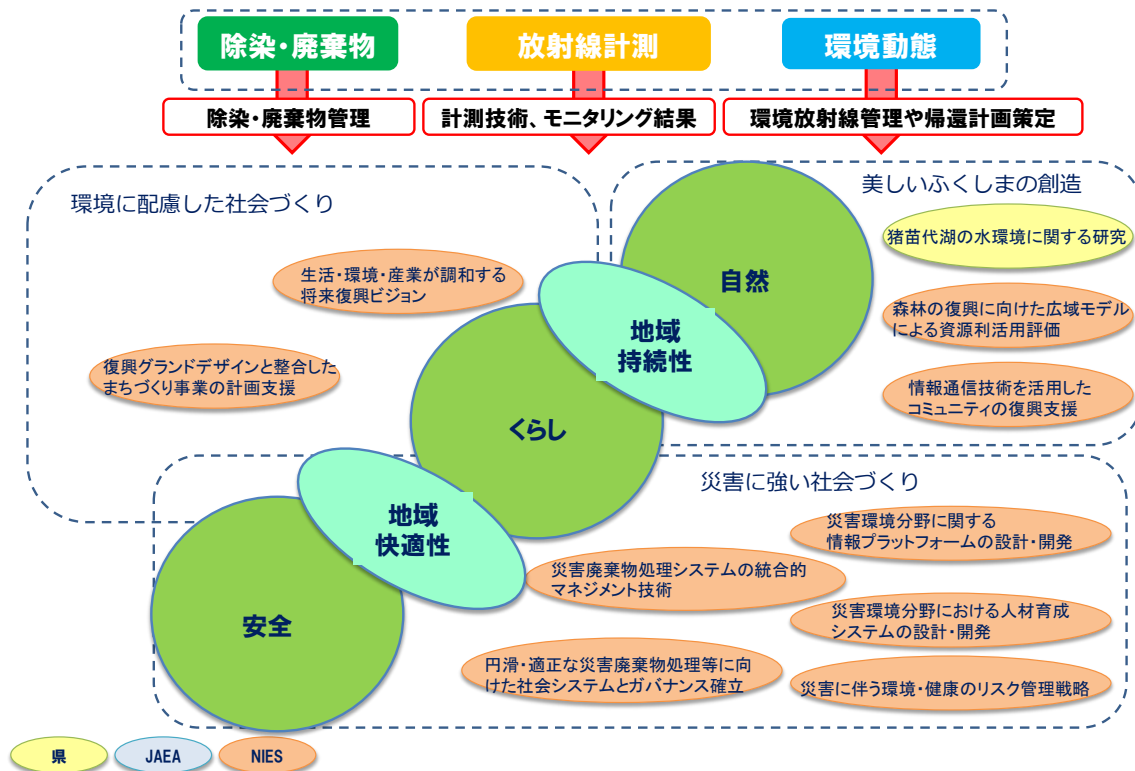 除染・廃棄物
放射線計測
環境動態
除染・廃棄物管理
計測技術、モニタリング結果
環境放射線管理や帰還計画策定
環境に配慮した社会づくり
美しいふくしまの創造
猪苗代湖の水環境に関する研究
生活・環境・産業が調和する
将来復興ビジョン
自然
森林の復興に向けた広域モデル
による資源利活用評価
地域
持続性
復興グランドデザインと整合した
まちづくり事業の計画支援
情報通信技術を活用した
コミュニティの復興支援
くらし
災害に強い社会づくり
地域
快適性
災害環境分野に関する
情報プラットフォームの設計・開発
災害廃棄物処理システムの統合的
マネジメント技術
安全
災害環境分野における人材育成
システムの設計・開発
円滑・適正な災害廃棄物処理等に向
けた社会システムとガバナンス確立
災害に伴う環境・健康のリスク管理戦略
県
JAEA
NIES